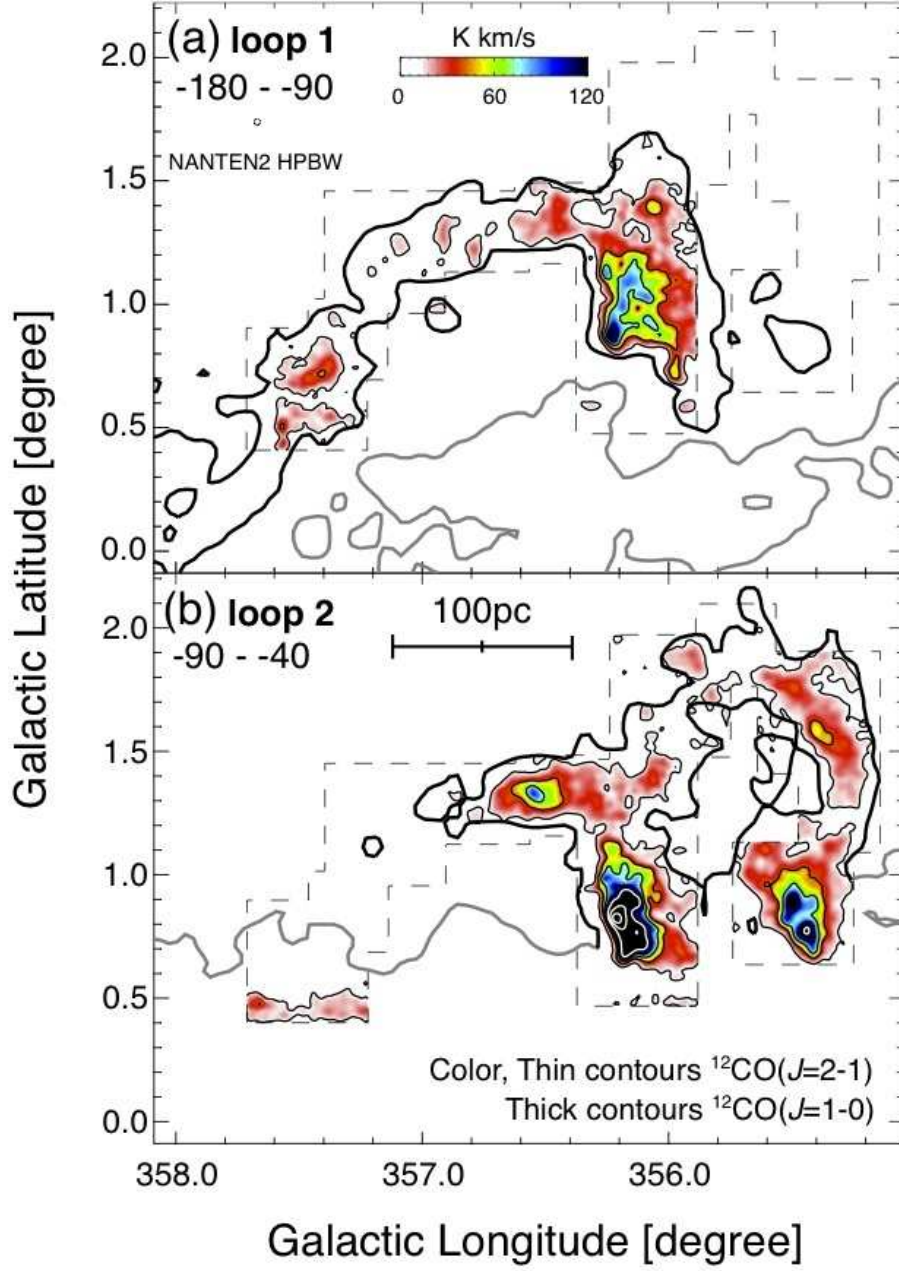 (a) loop 1
K km/s
-180 - -90
0 60 120
NANTEN2 HPBW
2.0
1.5
1.0
0.5
0.0
(b) loop 2
100pc
-90 - -40
2.0
1.5
1.0
0.5
0.0
Color, Thin contours ¹²CO(J=2-1)
Thick contours ¹²CO(J=1-0)
358.0 357.0 356.0
Galactic Longitude [degree]
Galactic Latitude [degree]